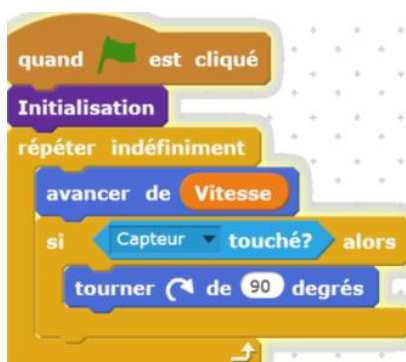 quand est cliqué
Initialisation
répéter indéfiniment
avancer de Vitesse
si Capteur touché? alors
tourner de 90 degrés